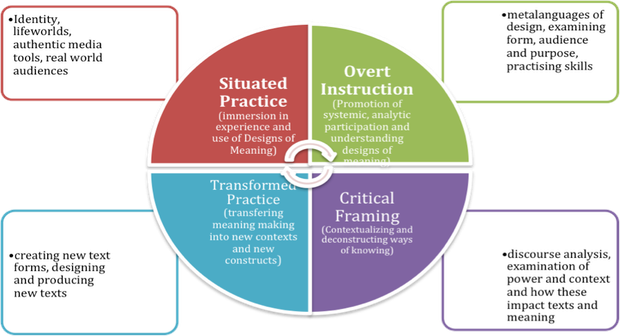 •Identity,
lifeworlds,
authentic media
tools, real world
audiences
•metalanguages of
design, examining
form, audience
and purpose,
practising skills
Situated
Practice
(immersion in
experience and
use of Designs of
Meaning)
Overt
Instruction
(Promotion of
systemic, analytic
participation and
understanding
designs of
meaning)
Transformed
Practice
(transfering
meaning making
into new contexts
and new
constructs)
Critical
Framing
(Contextualizing and
deconstructing ways
of knowing)
•creating new text
forms, designing
and producing
new texts
•discourse analysis,
examination of
power and context
and how these
impact texts and
meaning